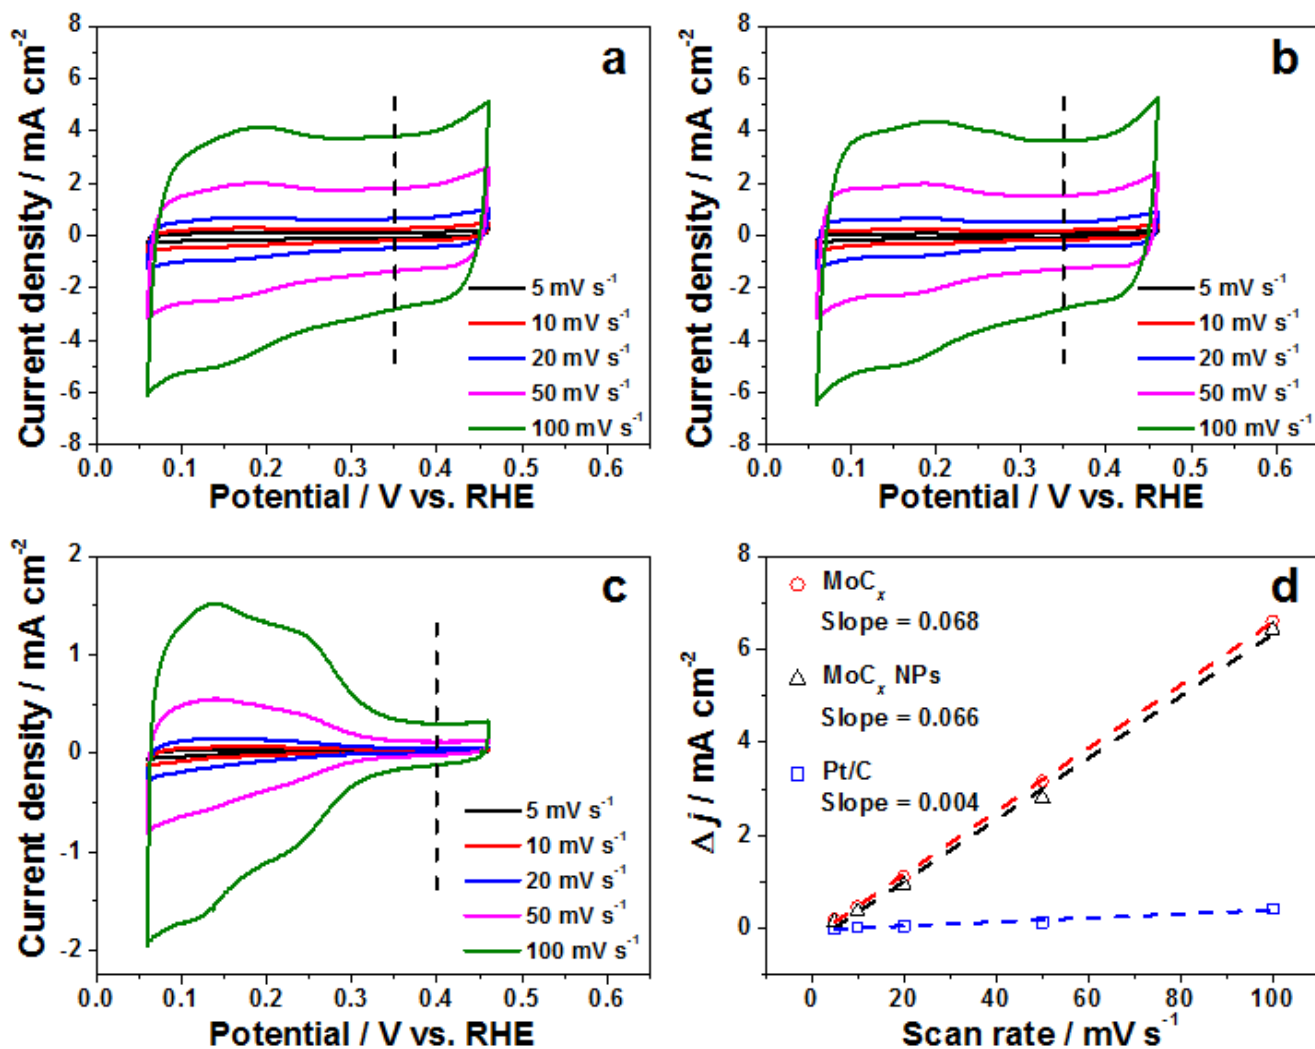 a
8
6
4
2
0
-2
-4
-6
-8
Current density / mA cm⁻²
5 mV s⁻¹
10 mV s⁻¹
20 mV s⁻¹
50 mV s⁻¹
100 mV s⁻¹
0.0 0.1 0.2 0.3 0.4 0.5 0.6
Potential / V vs. RHE
b
8
6
4
2
0
-2
-4
-6
-8
Current density / mA cm⁻²
5 mV s⁻¹
10 mV s⁻¹
20 mV s⁻¹
50 mV s⁻¹
100 mV s⁻¹
0.0 0.1 0.2 0.3 0.4 0.5 0.6
Potential / V vs. RHE
c
2
1
0
-1
-2
Current density / mA cm⁻²
5 mV s⁻¹
10 mV s⁻¹
20 mV s⁻¹
50 mV s⁻¹
100 mV s⁻¹
0.0 0.1 0.2 0.3 0.4 0.5 0.6
Potential / V vs. RHE
d
8
6
4
2
0
Δ j / mA cm⁻²
MoCₓ
Slope = 0.068
MoCₓ NPs
Slope = 0.066
Pt/C
Slope = 0.004
0 20 40 60 80 100
Scan rate / mV s⁻¹